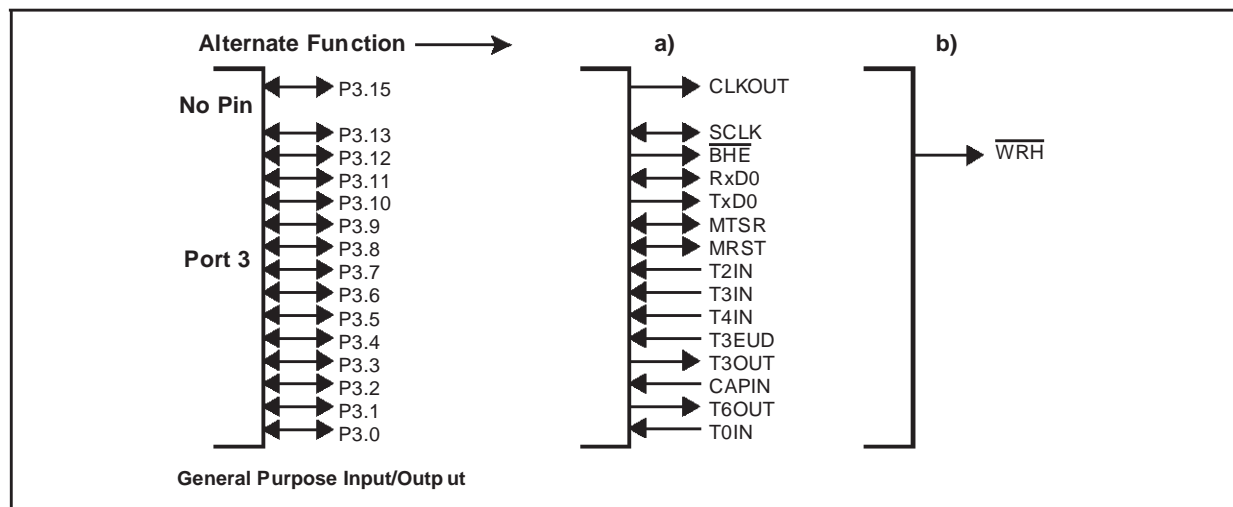 Alternate Function a) b)
P3.15 CLKOUT
No Pin
P3.13 SCLK
P3.12 BHE WRH
P3.11 RxD0
P3.10 TxD0
P3.9 MTSR
P3.8 MRST
Port 3
P3.7 T2IN
P3.6 T3IN
P3.5 T4IN
P3.4 T3EUD
P3.3 T3OUT
P3.2 CAPIN
P3.1 T6OUT
P3.0 T0IN
General Purpose Input/Output